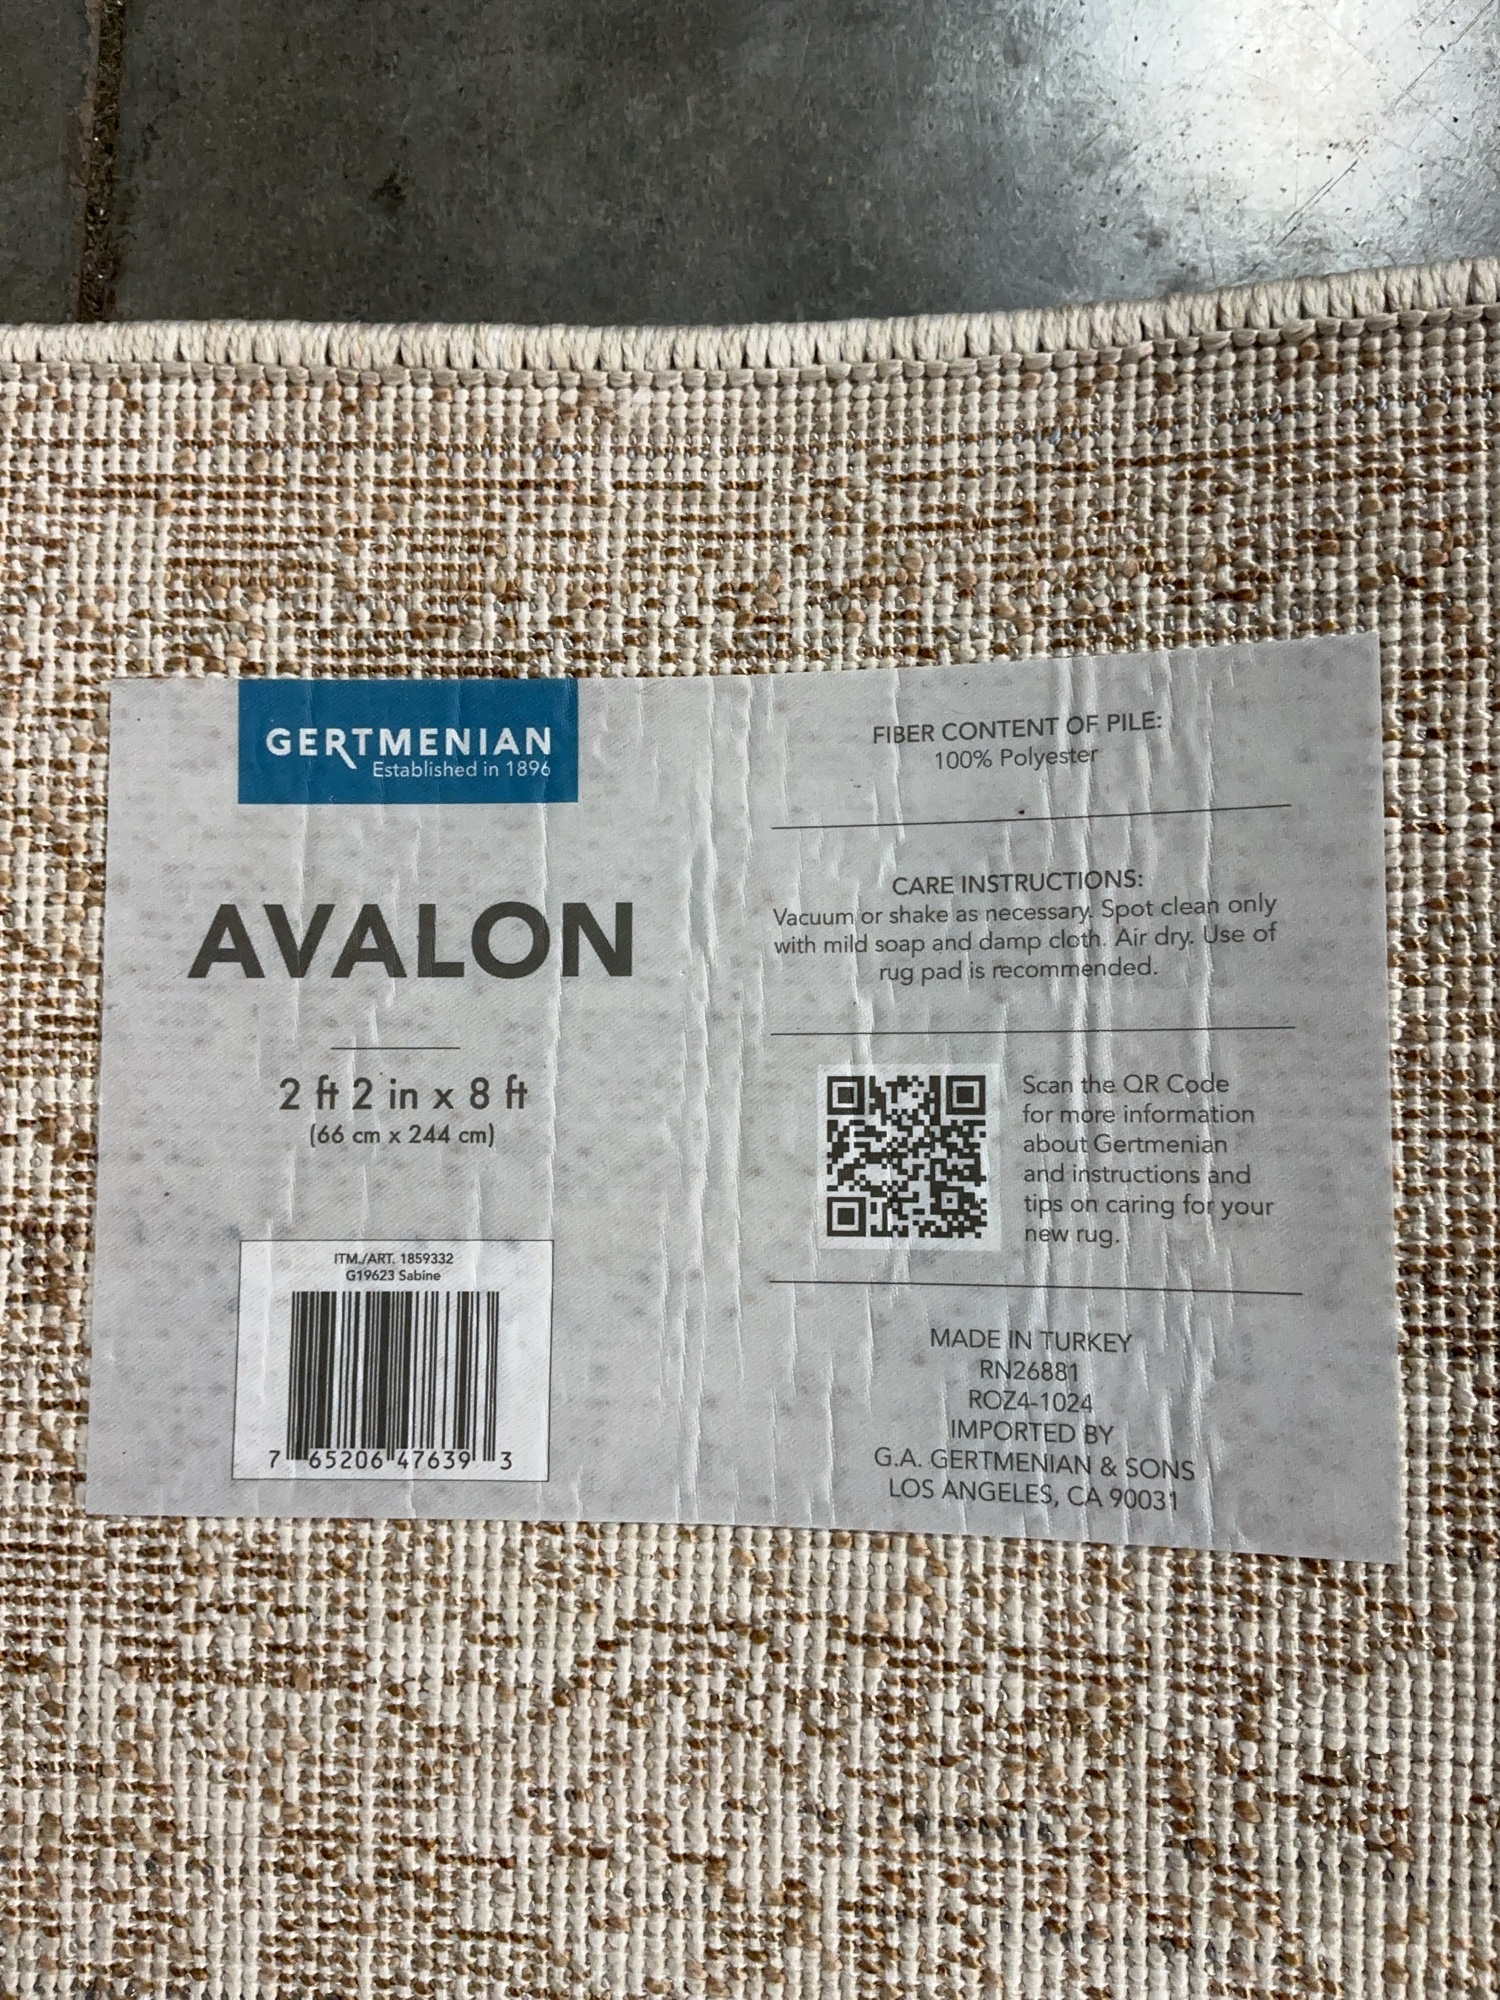 GERTMENIAN
Established in 1896
AVALON
2 ft 2 in x 8 ft
(66 cm x 244 cm)
ITM./ART. 1859332
G19623 Sabine
7 65206 47639 3
FIBER CONTENT OF PILE:
100% Polyester
CARE INSTRUCTIONS:
Vacuum or shake as necessary. Spot clean only
with mild soap and damp cloth. Air dry. Use of
rug pad is recommended.
Scan the QR Code
for more information
about Gertmenian
and instructions and
tips on caring for your
new rug.
MADE IN TURKEY
RN26881
ROZ4-1024
IMPORTED BY
G.A. GERTMENIAN & SONS
LOS ANGELES, CA 90031